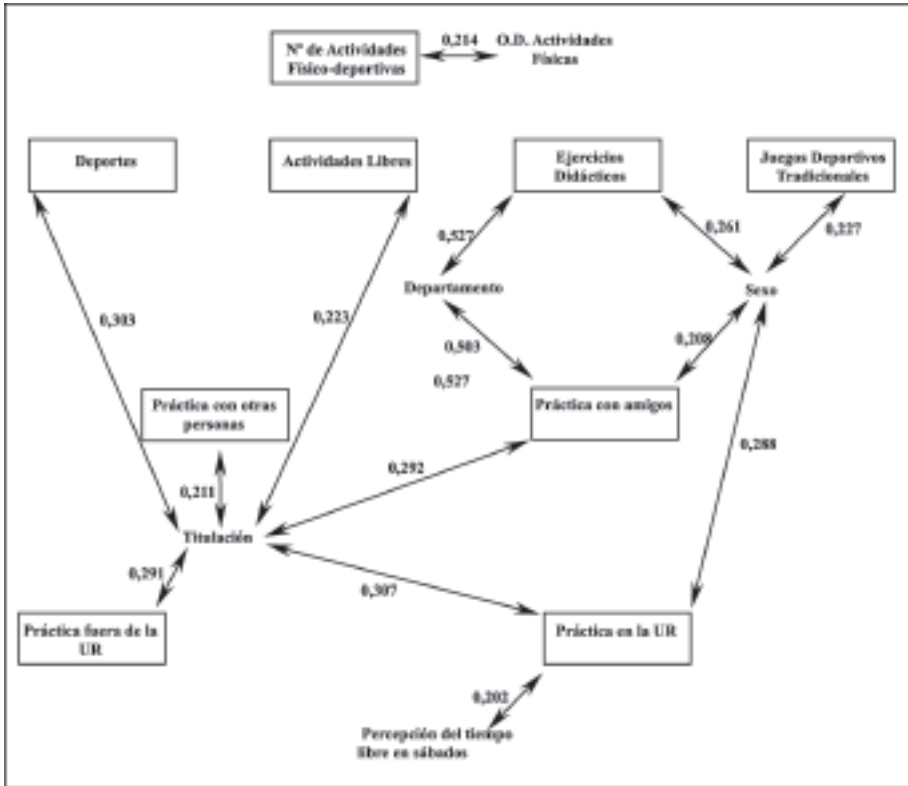 Nº de Actividades
Físico-deportivas
0,214
O.D. Actividades
Físicas
Deportes
Actividades Libres
Ejercicios
Didácticos
Juegos Deportivos
Tradicionales
0,527
0,261
0,227
Departamento
Sexo
0,303
0,223
0,503
0,208
0,527
Práctica con otras
personas
Práctica con amigos
0,288
0,292
0,211
Titulación
0,291
0,307
Práctica fuera de la
UR
Práctica en la UR
0,202
Percepción del tiempo
libre en sábados